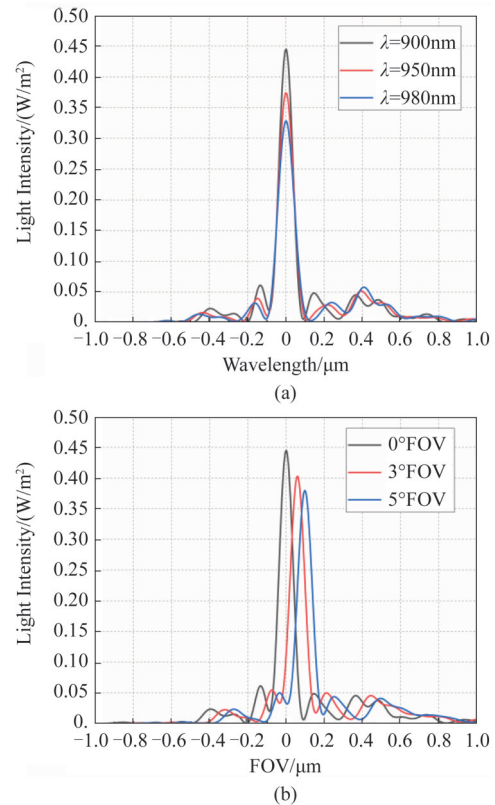 0.50
0.45
0.40
0.35
0.30
0.25
0.20
0.15
0.10
0.05
0.
Light Intensity/(W/m²)
λ=900nm
λ=950nm
λ=980nm
−1.0 −0.8 −0.6 −0.4 −0.2 0 0.2 0.4 0.6 0.8 1.0
Wavelength/μm
(a)
0.50
0.45
0.40
0.35
0.30
0.25
0.20
0.15
0.10
0.05
0.
Light Intensity/(W/m²)
0°FOV
3°FOV
5°FOV
−1.0 −0.8 −0.6 −0.4 −0.2 0 0.2 0.4 0.6 0.8 1.0
FOV/μm
(b)